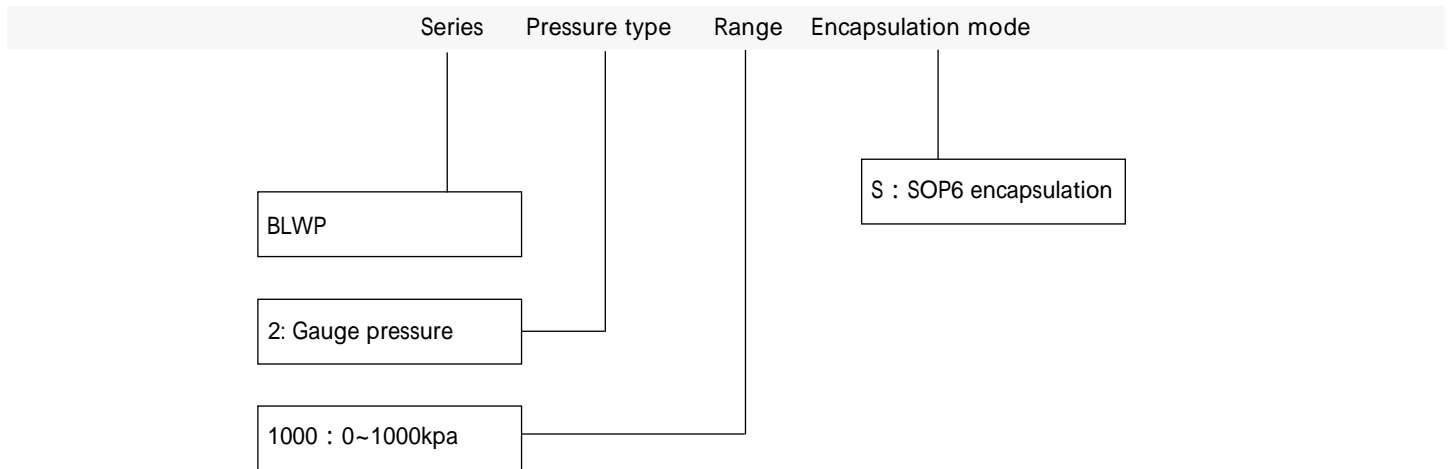 Series Pressure type Range Encapsulation mode
S：SOP6 encapsulation
BLWP
2: Gauge pressure
1000：0~1000kpa